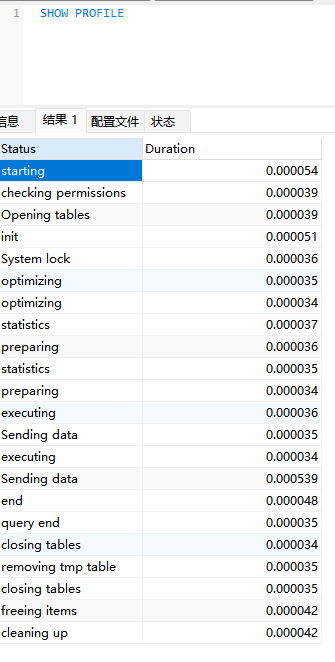 1 SHOW PROFILE
信息 结果 1 配置文件 状态
Status Duration
starting 0.000054
checking permissions 0.000039
Opening tables 0.000039
init 0.000051
System lock 0.000036
optimizing 0.000035
optimizing 0.000034
statistics 0.000037
preparing 0.000036
statistics 0.000035
preparing 0.000034
executing 0.000036
Sending data 0.000035
executing 0.000034
Sending data 0.000539
end 0.000048
query end 0.000035
closing tables 0.000034
removing tmp table 0.000035
closing tables 0.000035
freeing items 0.000042
cleaning up 0.000042